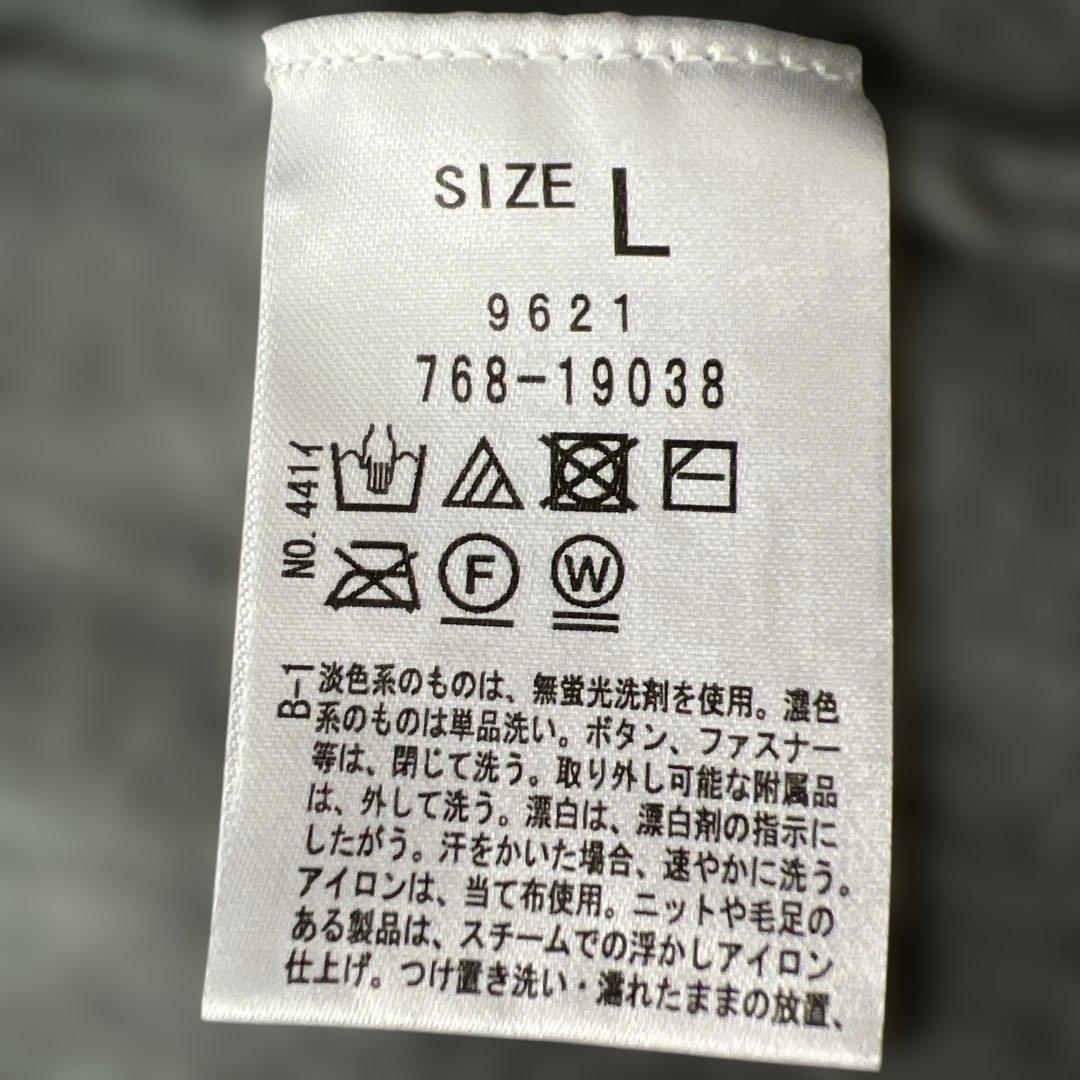 SIZE L
9621
768-19038
NO. 441イ
F W
B-1
淡色系のものは、無蛍光洗剤を使用。濃色
系のものは単品洗い。ボタン、ファスナー
等は、閉じて洗う。取り外し可能な附属品
は、外して洗う。漂白は、漂白剤の指示に
したがう。汗をかいた場合、速やかに洗う。
アイロンは、当て布使用。ニットや毛足の
ある製品は、スチームでの浮かしアイロン
仕上げ。つけ置き洗い・濡れたままの放置、